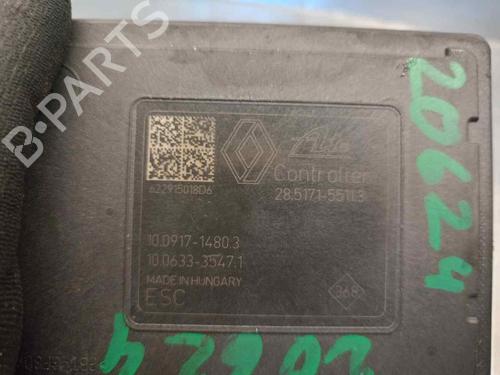 B-PARTS
206224
Ate
Controller
622915018D6
28.5171-5511.3
10.0917-1480.3
10.0633-3547.1
MADE IN HUNGARY
ESC
368